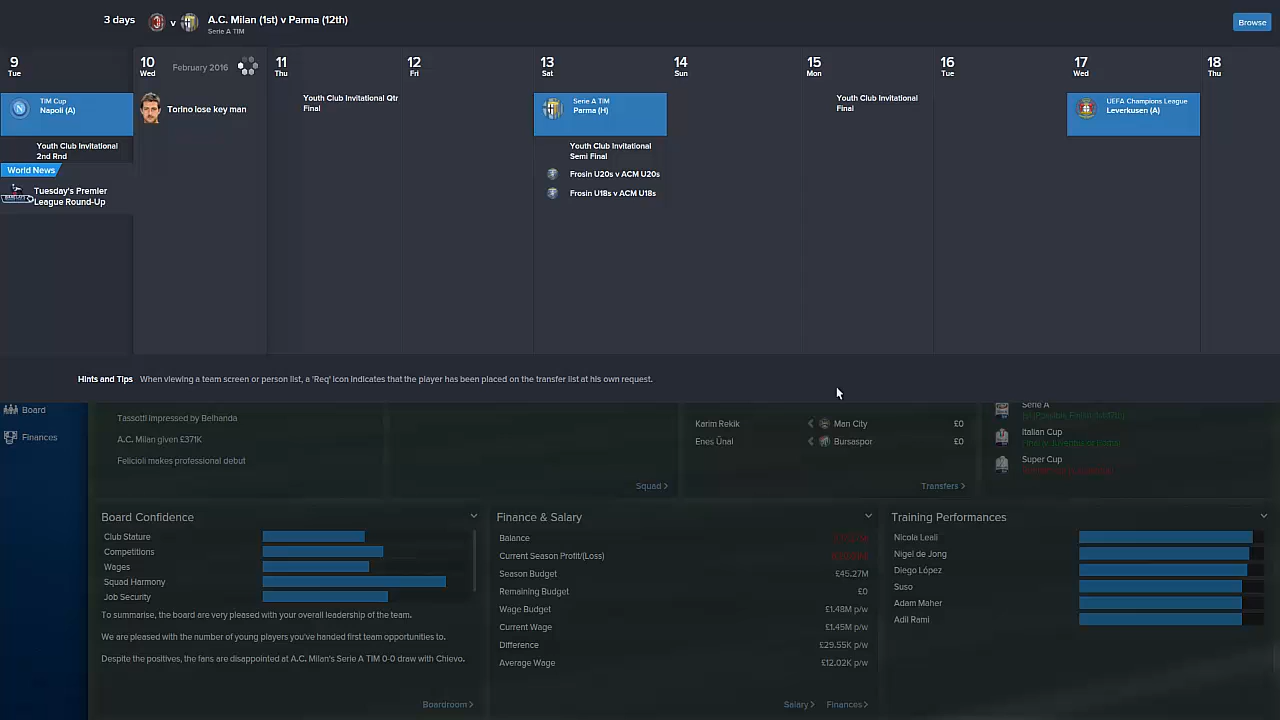 3 days
v
A.C. Milan (1st) v Parma (12th)
Serie A TIM
Browse
9
Tue
10
Wed
February 2016
11
Thu
12
Fri
13
Sat
14
Sun
15
Mon
16
Tue
17
Wed
18
Thu
TIM Cup
Napoli (A)
Youth Club Invitational
2nd Rnd
World News
Tuesday's Premier
League Round-Up
Torino lose key man
Youth Club Invitational Qtr
Final
Serie A TIM
Parma (H)
Youth Club Invitational
Semi Final
Frosin U20s v ACM U20s
Frosin U18s v ACM U18s
Youth Club Invitational
Final
UEFA Champions League
Leverkusen (A)
Hints and Tips
When viewing a team screen or person list, a 'Req' icon indicates that the player has been placed on the transfer list at his own request.
Board
Finances
Tassotti impressed by Belhanda
A.C. Milan given £371K
Felicioli makes professional debut
Squad
Karim Rekik
Man City
£0
Enes Ünal
Bursaspor
£0
Transfers
Serie A
Italian Cup
Super Cup
Board Confidence
Club Stature
Competitions
Wages
Squad Harmony
Job Security
To summarise, the board are very pleased with your overall leadership of the team.
We are pleased with the number of young players you've handed first team opportunities to.
Despite the positives, the fans are disappointed at A.C. Milan's Serie A TIM 0-0 draw with Chievo.
Boardroom
Finance & Salary
Balance
Current Season Profit/(Loss)
Season Budget
£45.27M
Remaining Budget
£0
Wage Budget
£1.48M p/w
Current Wage
£1.45M p/w
Difference
£29.55K p/w
Average Wage
£12.02K p/w
Salary
Finances
Training Performances
Nicola Leali
Nigel de Jong
Diego López
Suso
Adam Maher
Adil Rami